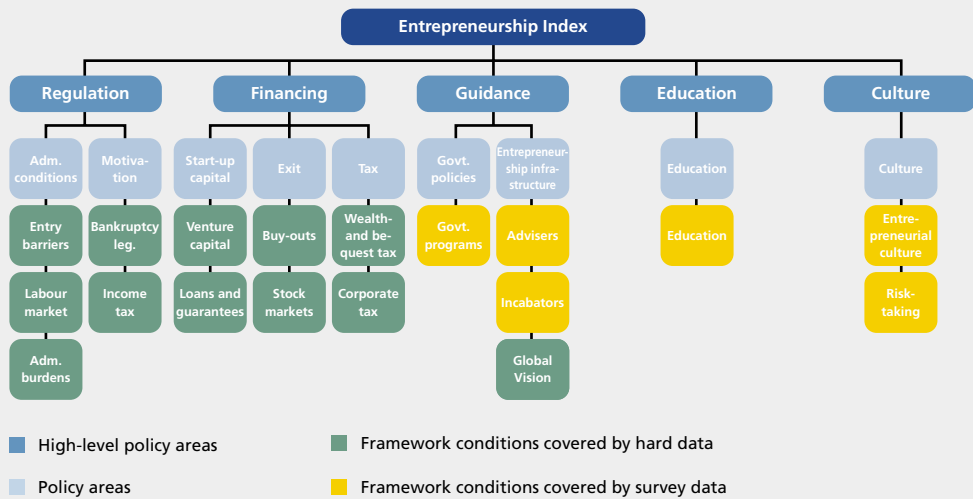 Entrepreneurship Index
Regulation
Financing
Guidance
Education
Culture
Adm.
conditions
Motiva-
tion
Start-up
capital
Exit
Tax
Govt.
policies
Entrepreneur-
ship infra-
structure
Education
Culture
Entry
barriers
Bankruptcy
leg.
Venture
capital
Buy-outs
Wealth-
and be-
quest tax
Govt.
programs
Advisers
Education
Entre-
preneurial
culture
Labour
market
Income
tax
Loans and
guarantees
Stock
markets
Corporate
tax
Incabators
Risk-
taking
Adm.
burdens
Global
Vision
High-level policy areas
Framework conditions covered by hard data
Policy areas
Framework conditions covered by survey data